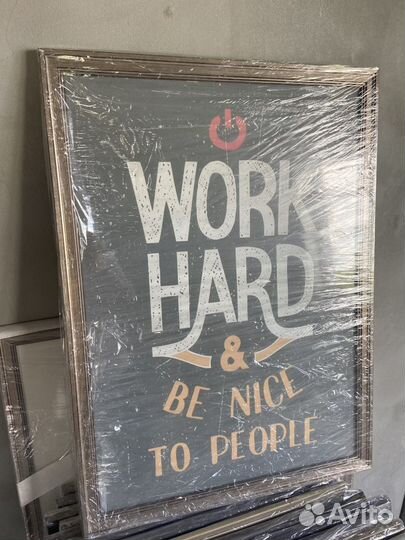 WORK
HARD
&
BE NICE
TO PEOPLE
Avito